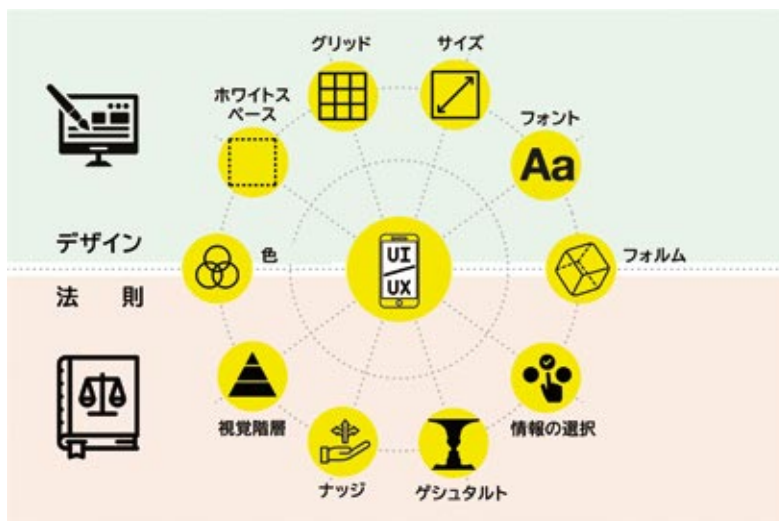 グリッド
サイズ
ホワイトス
ペース
フォント
Aa
デザイン
色
UI
UX
フォルム
法 則
視覚階層
情報の選択
ナッジ
ゲシュタルト